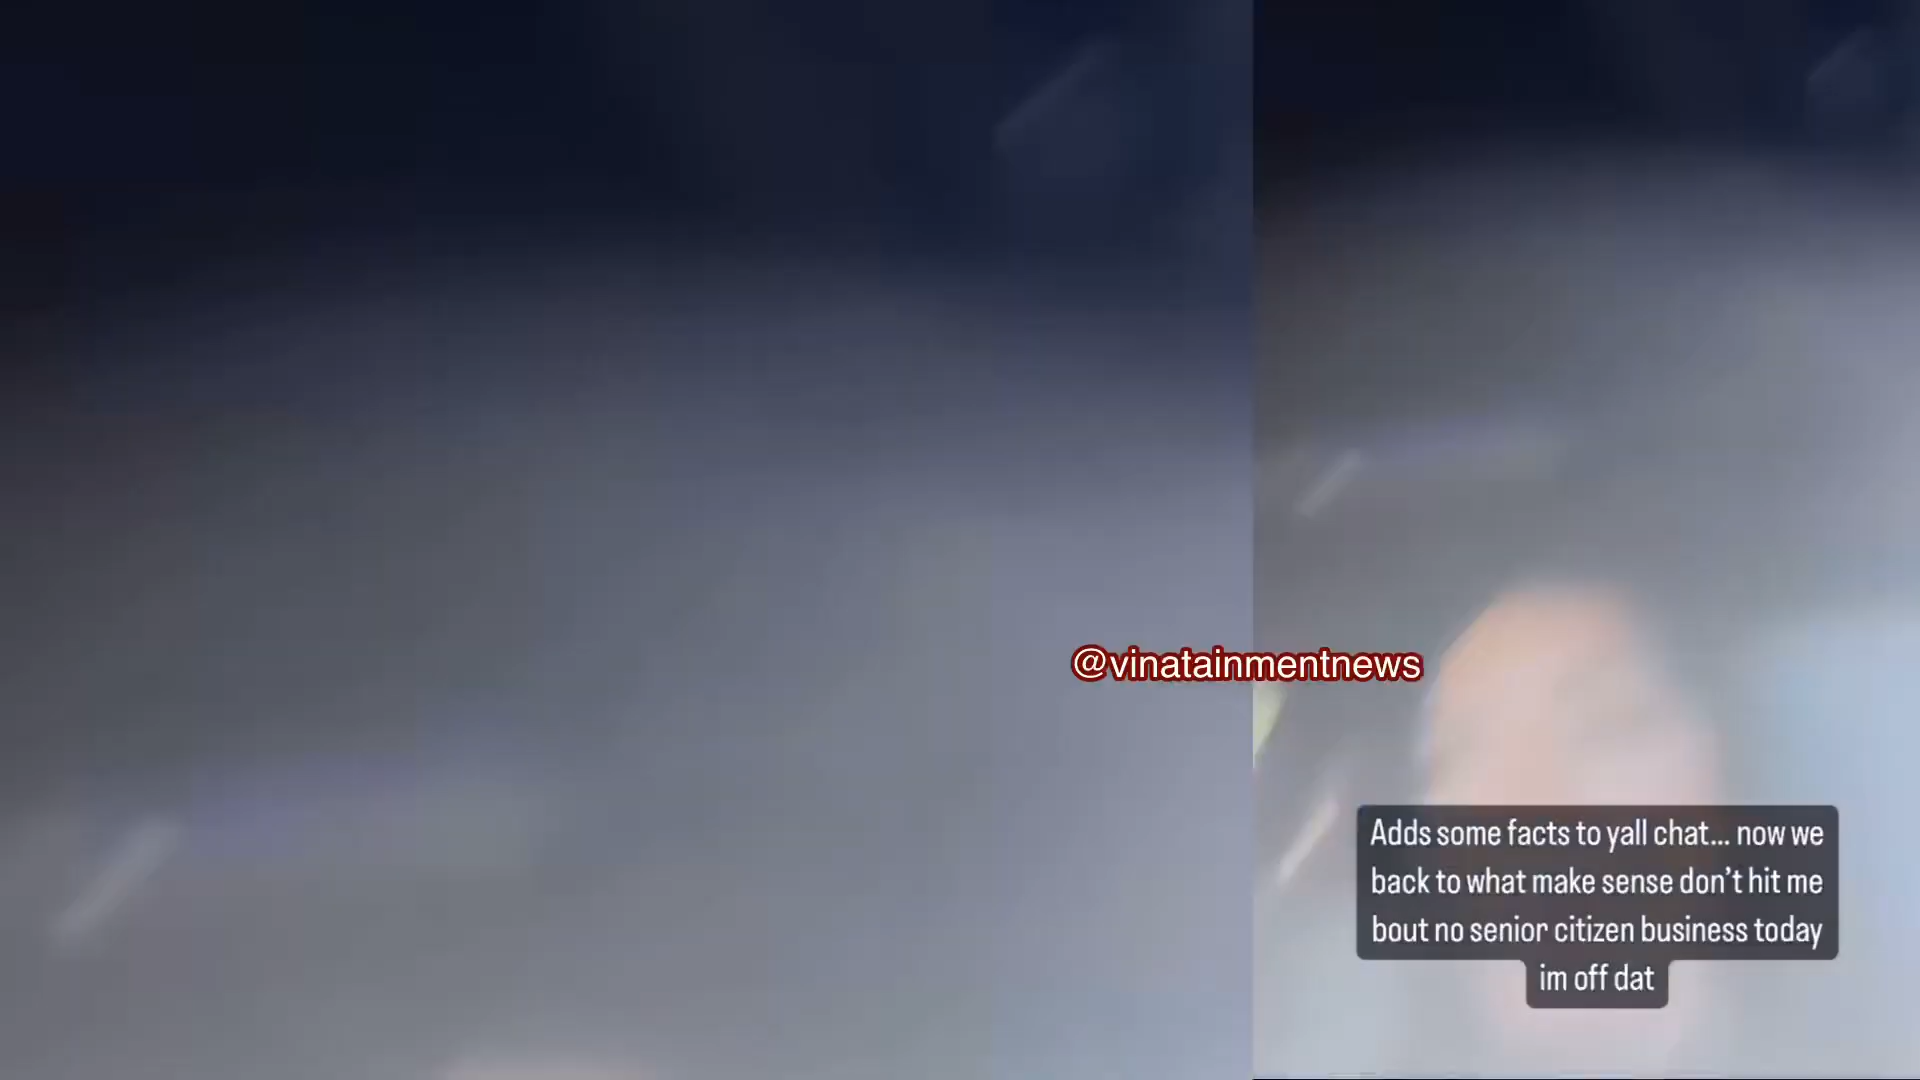 @vinatainmentnews
Adds some facts to yall chat... now we
back to what make sense don't hit me
bout no senior citizen business today
im off dat